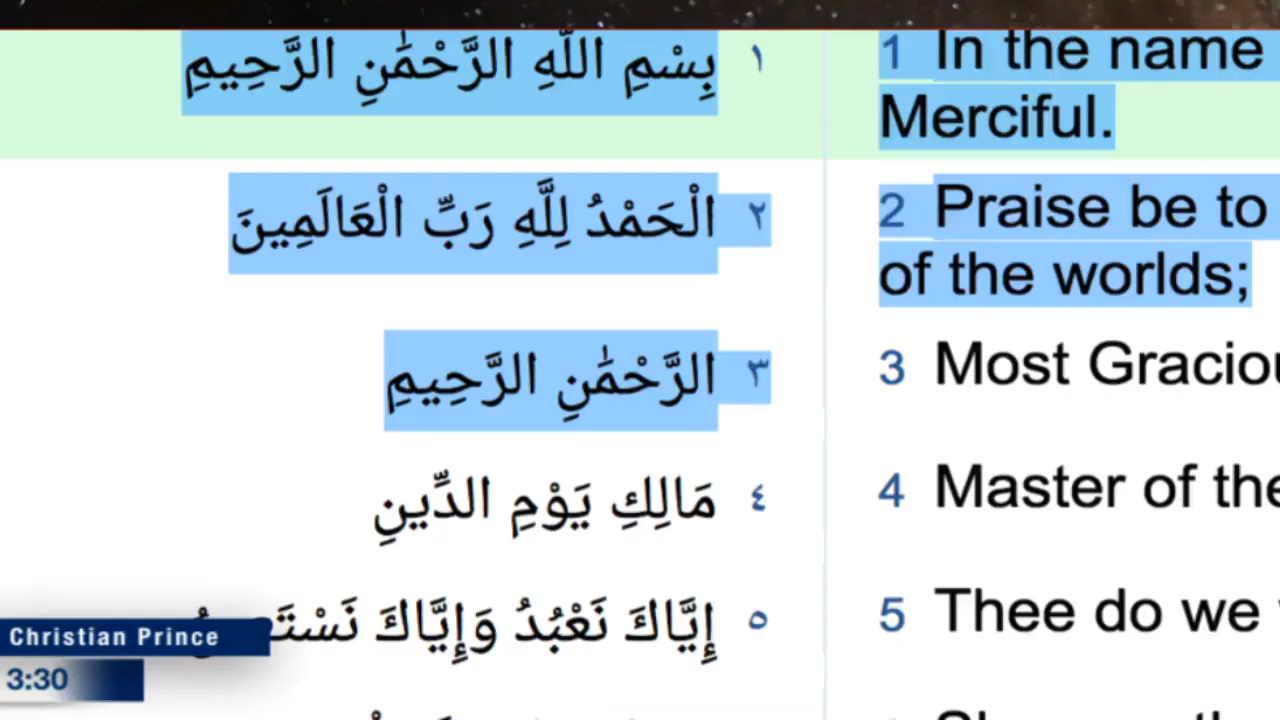 بِسْمِ اللَّهِ الرَّحْمَٰنِ الرَّحِيمِ ١
الْحَمْدُ لِلَّهِ رَبِّ الْعَالَمِينَ ٢
الرَّحْمَٰنِ الرَّحِيمِ ٣
مَالِكِ يَوْمِ الدِّينِ ٤
إِيَّاكَ نَعْبُدُ وَإِيَّاكَ ٥
1 In the name
Merciful.
2 Praise be to
of the worlds;
3 Most
4 Master of the
5 Thee do we
Christian Prince
3:30